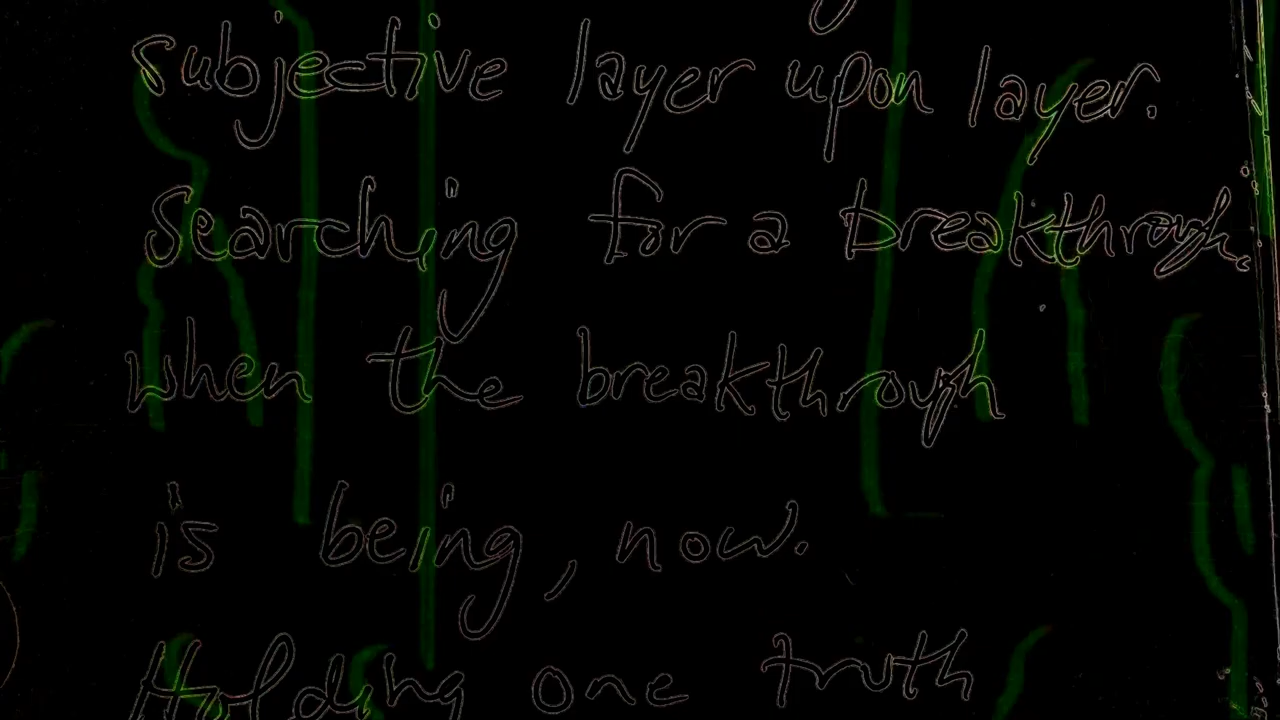 subjective layer upon layer.
Searching for a breakthrough.
when the breakthrough
is being, now.
Holding one truth